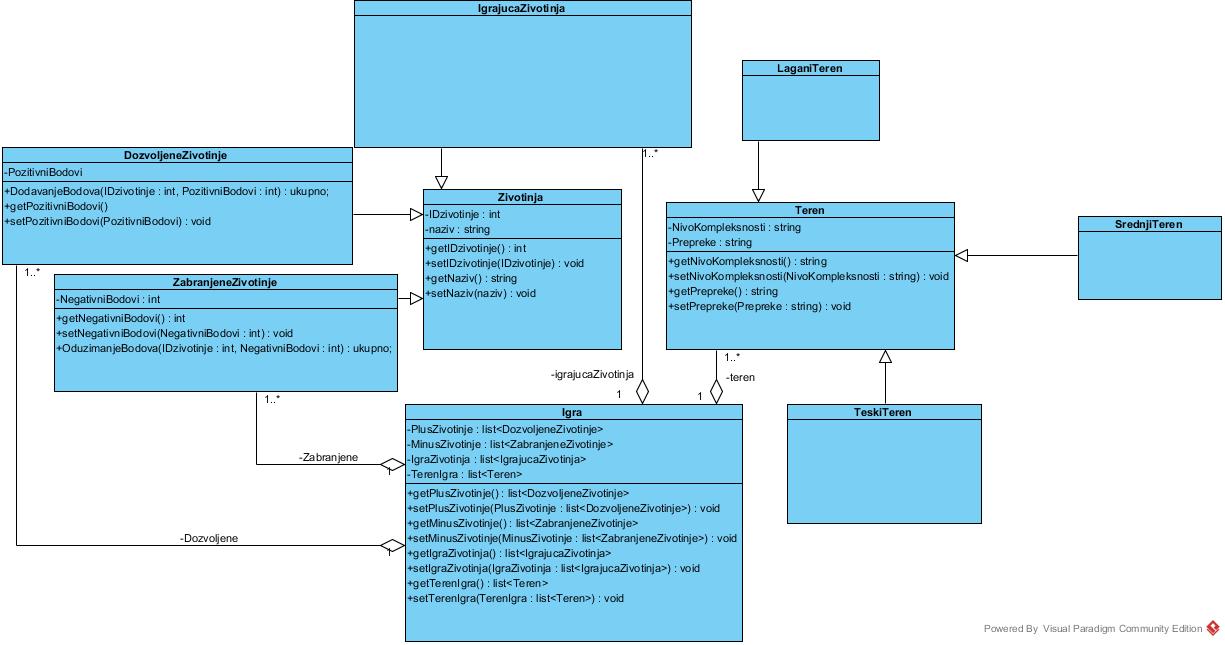 IgrajucaZivotinja
1..*
LaganiTeren
DozvoljeneZivotinje
-PozitivniBodovi
+DodavanjeBodova(IDzivotinje : int, PozitivniBodovi : int) : ukupno;
+getPozitivniBodovi()
+setPozitivniBodovi(PozitivniBodovi) : void
1..*
Zivotinja
-IDzivotinje : int
-naziv : string
+getIDzivotinje() : int
+setIDzivotinje(IDzivotinje) : void
+getNaziv() : string
+setNaziv(naziv) : void
Teren
-NivoKompleksnosti : string
-Prepreke : string
+getNivoKompleksnosti() : string
+setNivoKompleksnosti(NivoKompleksnosti : string) : void
+getPrepreke() : string
+setPrepreke(Prepreke : string) : void
1..*
SrednjiTeren
ZabranjeneZivotinje
-NegativniBodovi : int
+getNegativniBodovi() : int
+setNegativniBodovi(NegativniBodovi : int) : void
+OduzimanjeBodova(IDzivotinje : int, NegativniBodovi : int) : ukupno;
1..*
-igrajucaZivotinja
1
-teren
1
TeskiTeren
-Zabranjene
1
-Dozvoljene
1
Igra
-PlusZivotinje : list<DozvoljeneZivotinje>
-MinusZivotinje : list<ZabranjeneZivotinje>
-IgraZivotinja : list<IgrajucaZivotinja>
-TerenIgra : list<Teren>
+getPlusZivotinje() : list<DozvoljeneZivotinje>
+setPlusZivotinje(PlusZivotinje : list<DozvoljeneZivotinje>) : void
+getMinusZivotinje() : list<ZabranjeneZivotinje>
+setMinusZivotinje(MinusZivotinje : list<ZabranjeneZivotinje>) : void
+getIgraZivotinja() : list<IgrajucaZivotinja>
+setIgraZivotinja(IgraZivotinja : list<IgrajucaZivotinja>) : void
+getTerenIgra() : list<Teren>
+setTerenIgra(TerenIgra : list<Teren>) : void
Powered By Visual Paradigm Community Edition